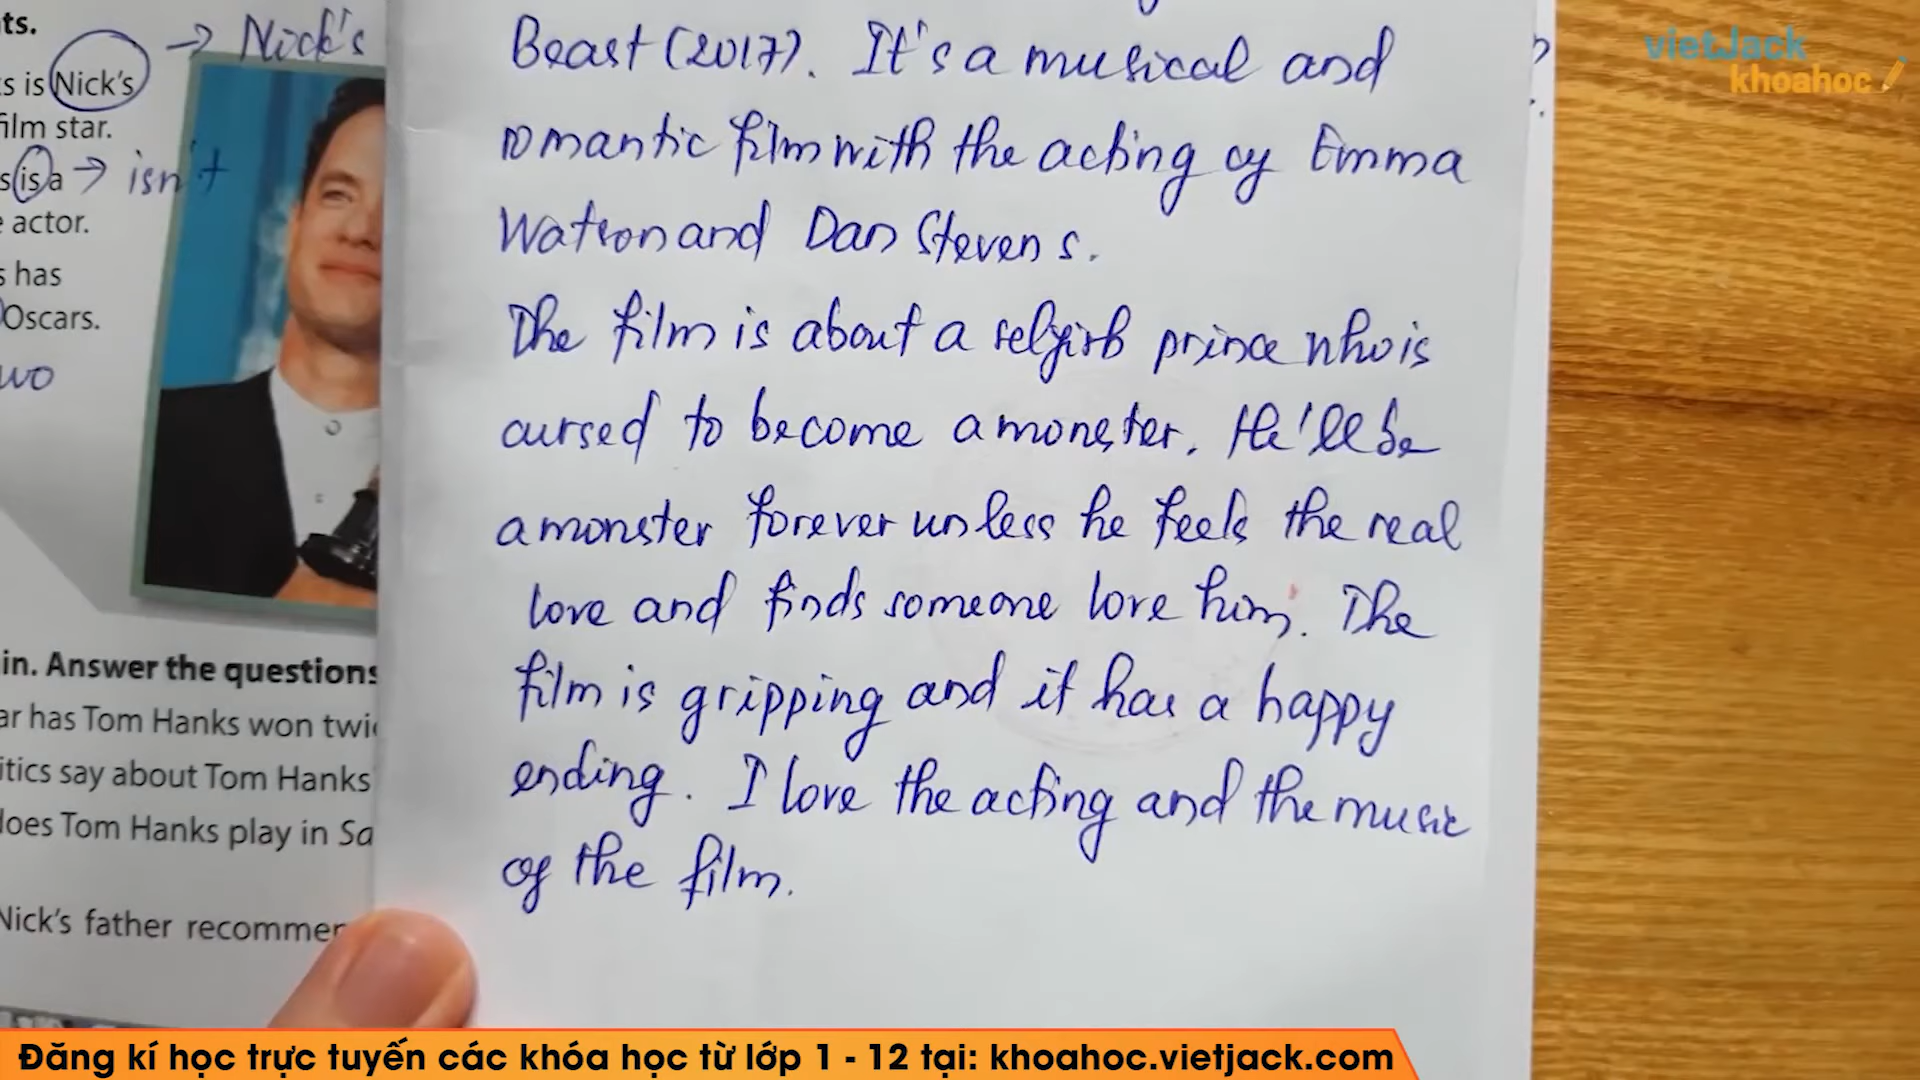 ts.
→ Nick's
s is Nick's
film star.
s is a → isn't
actor.
s has
Oscars.
wo
in. Answer the questions
ar has Tom Hanks won twi
itics say about Tom Hanks
does Tom Hanks play in Sa
Nick's father recommen
Beast (2017). It's a musical and
romantic film with the acting of Emma
Watson and Dan Stevens.
The film is about a selfish prince who is
cursed to become a monster. He'll be
a monster forever unless he feels the real
love and finds someone love him. The
film is gripping and it has a happy
ending. I love the acting and the music
of the film.
vietJack
khoahoc
Đăng kí học trực tuyến các khóa học từ lớp 1 - 12 tại: khoahoc.vietjack.com